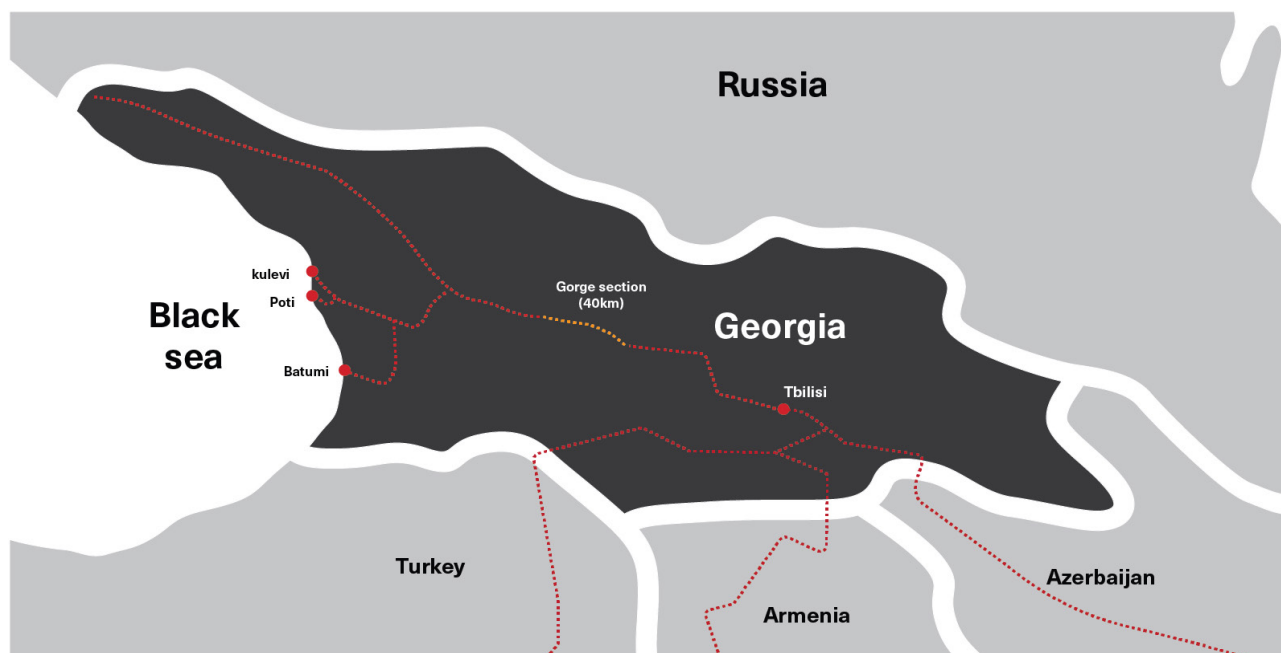 Russia
kulevi
Gorge section
(40km)
Poti
Black
sea
Georgia
Batumi
Tbilisi
Turkey
Azerbaijan
Armenia